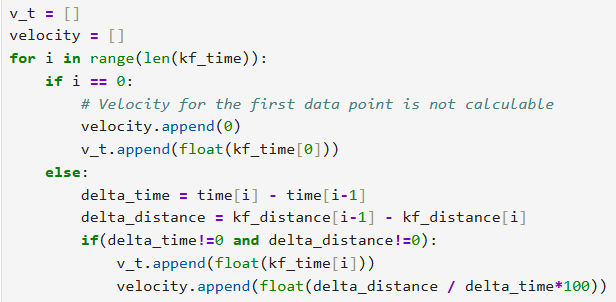 v_t = []
velocity = []
for i in range(len(kf_time)):
    if i == 0:
        # Velocity for the first data point is not calculable
        velocity.append(0)
        v_t.append(float(kf_time[0]))
    else:
        delta_time = time[i] - time[i-1]
        delta_distance = kf_distance[i-1] - kf_distance[i]
        if(delta_time!=0 and delta_distance!=0):
            v_t.append(float(kf_time[i]))
            velocity.append(float(delta_distance / delta_time*100))